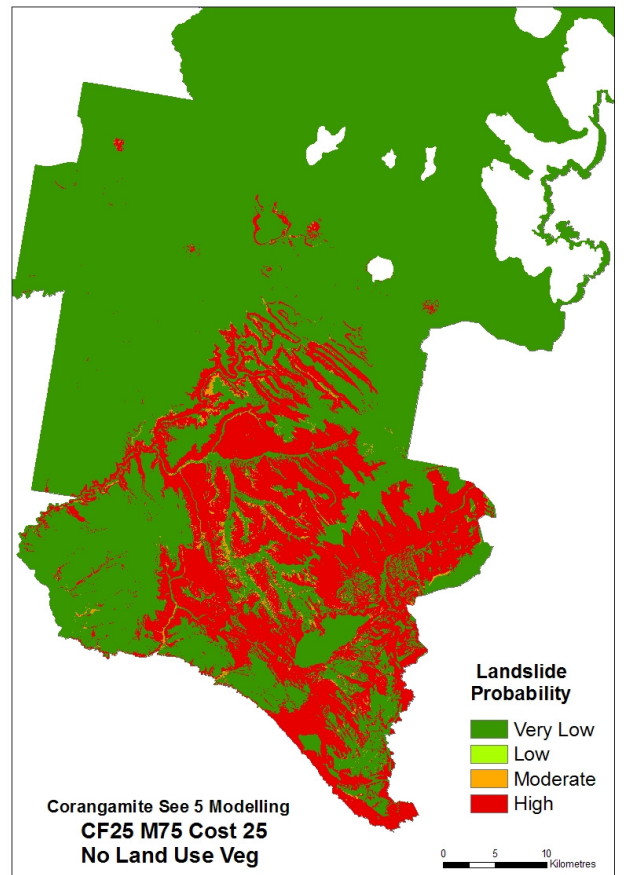 Landslide
Probability
Very Low
Low
Moderate
High
Corangamite See 5 Modelling
CF25 M75 Cost 25
No Land Use Veg
0 5 10
Kilometres